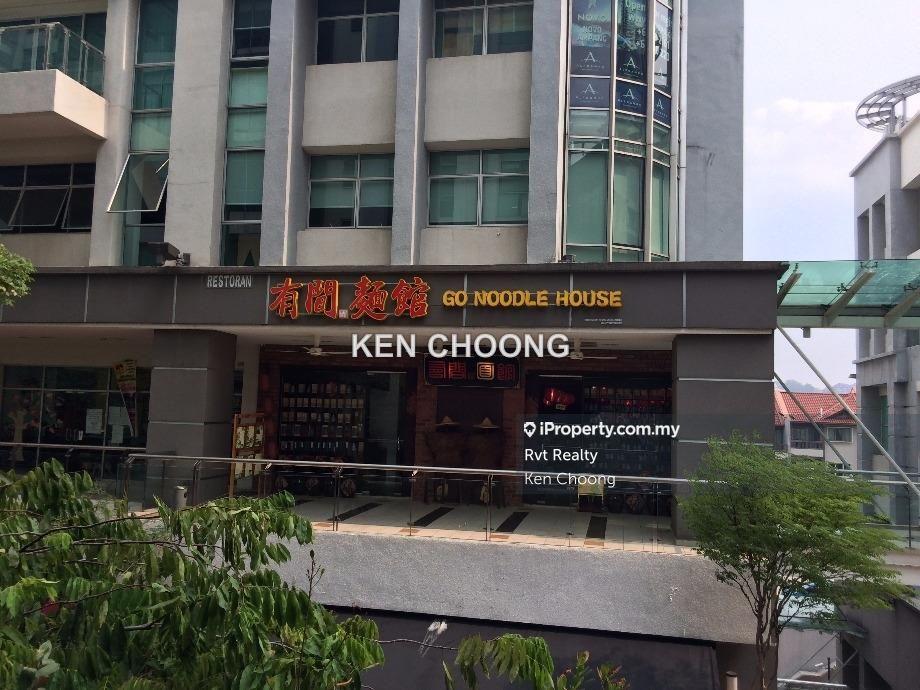 RESTORAN
有間麵館
GO NOODLE HOUSE
KEN CHOONG
iProperty.com.my
Rvt Realty
Ken Choong